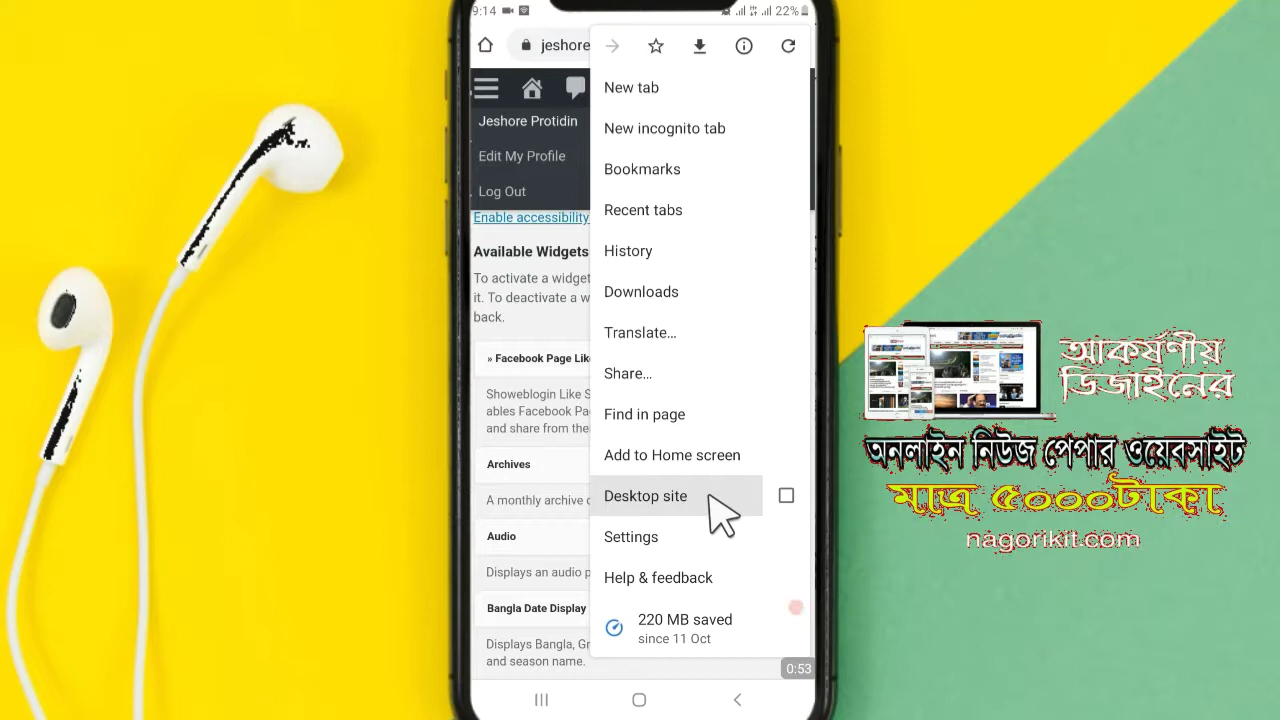 9:14
22%
jeshore
New tab
New incognito tab
Bookmarks
Recent tabs
History
Downloads
Translate...
Share...
Find in page
Add to Home screen
Desktop site
Settings
Help & feedback
220 MB saved
since 11 Oct
0:53
Jeshore Protidin
Edit My Profile
Log Out
Enable accessibility
Available Widgets
To activate a widget
it. To deactivate a w
back.
» Facebook Page Lik
Showeblogin Like S
ables Facebook Pa
and share from the
Archives
A monthly archive o
Audio
Displays an audio p
Bangla Date Display
Displays Bangla, Gr
and season name.
আকর্ষণীয়
ডিজাইনের
অনলাইন নিউজ পেপার ওয়েবসাইট
মাত্র ৫০০০টাকা
nagorikit.com